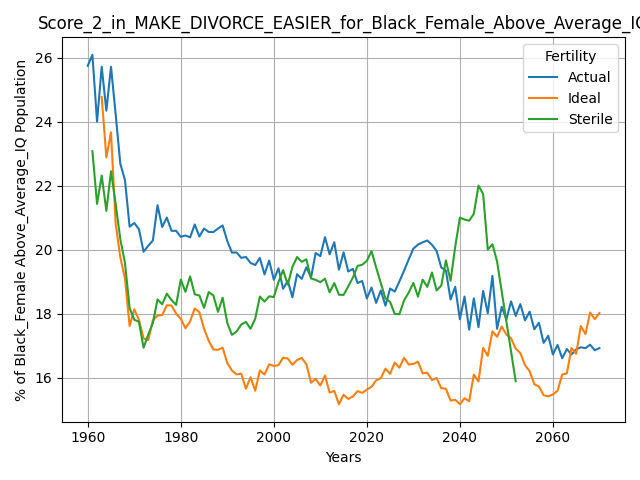 Score_2_in_MAKE_DIVORCE_EASIER_for_Black_Female_Above_Average_IQ
% of Black_Female Above_Average_IQ Population
26
24
22
20
18
16
Fertility
Actual
Ideal
Sterile
1960 1980 2000 2020 2040 2060
Years